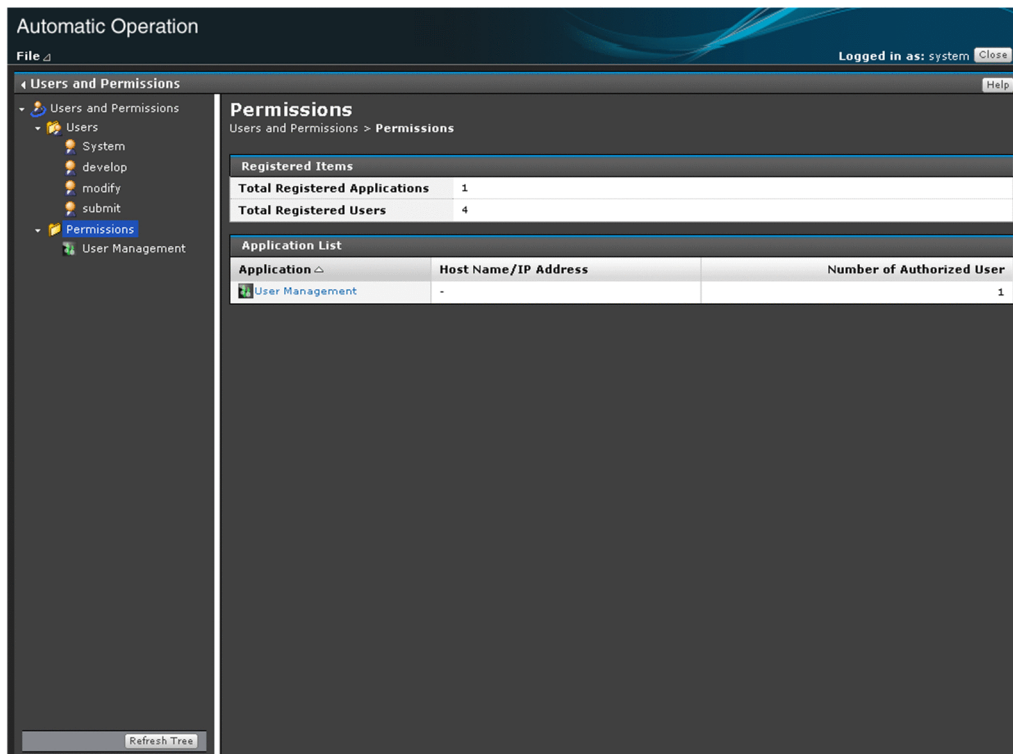 Automatic Operation
File
Logged in as: system Close
Users and Permissions
Help
Users and Permissions
Users
System
develop
modify
submit
Permissions
User Management
Permissions
Users and Permissions > Permissions
Registered Items
Total Registered Applications 1
Total Registered Users 4
Application List
Application Host Name/IP Address Number of Authorized User
User Management - 1
Refresh Tree